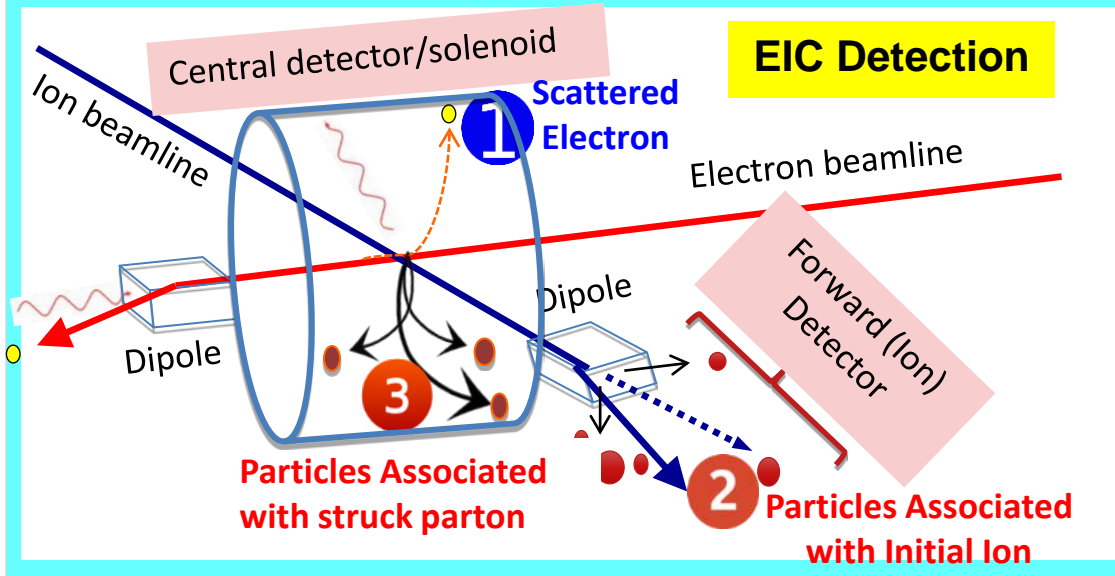 Central detector/solenoid
EIC Detection
Ion beamline
1
Scattered
Electron
Electron beamline
Dipole
Dipole
Forward (Ion)
Detector
3
Particles Associated
with struck parton
2
Particles Associated
with Initial Ion